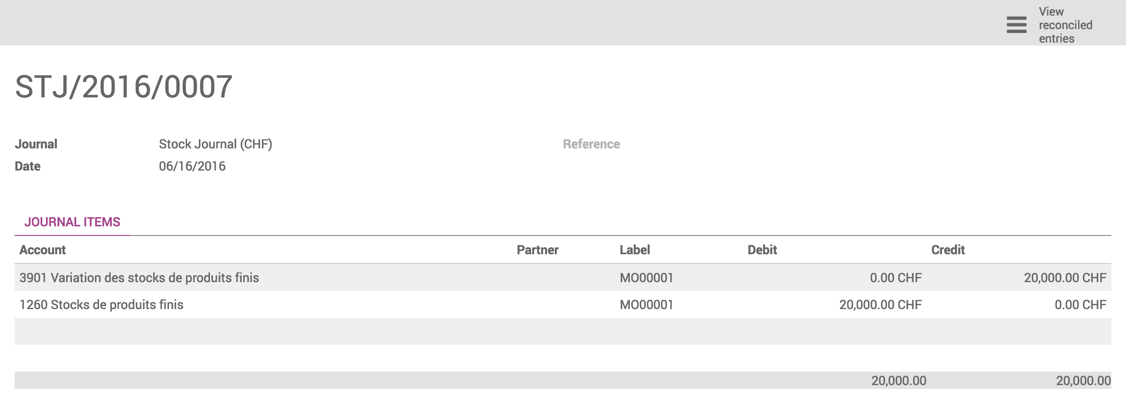 View
reconciled
entries
STJ/2016/0007
Journal Stock Journal (CHF) Reference
Date 06/16/2016
JOURNAL ITEMS
Account Partner Label Debit Credit
3901 Variation des stocks de produits finis MO00001 0.00 CHF 20,000.00 CHF
1260 Stocks de produits finis MO00001 20,000.00 CHF 0.00 CHF
20,000.00 20,000.00